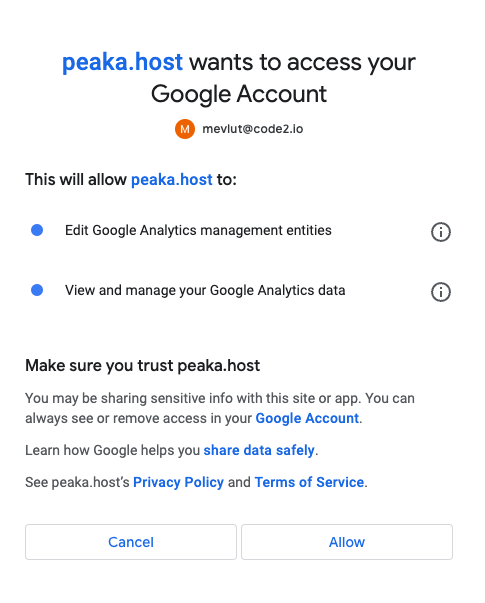 peaka.host wants to access your
Google Account
M mevlut@code2.io
This will allow peaka.host to:
Edit Google Analytics management entities
View and manage your Google Analytics data
Make sure you trust peaka.host
You may be sharing sensitive info with this site or app. You can
always see or remove access in your Google Account.
Learn how Google helps you share data safely.
See peaka.host's Privacy Policy and Terms of Service.
Cancel
Allow